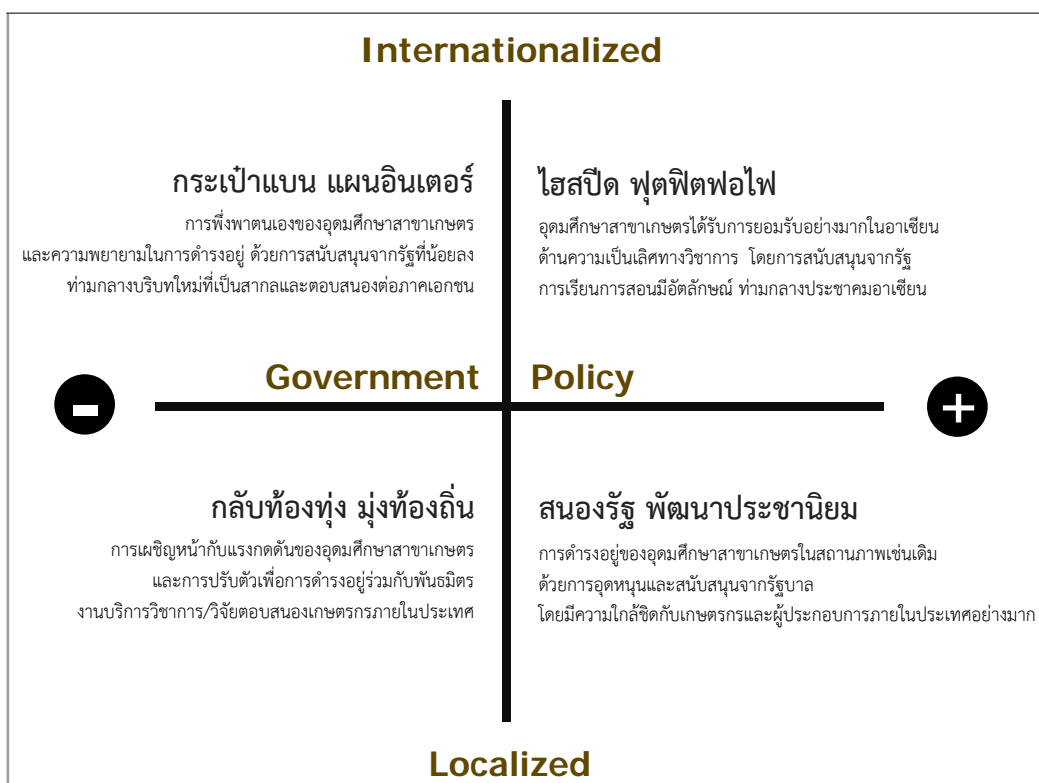 Internationalized
กระเป๋าแบน แผนอินเตอร์
การพึ่งพาตนเองของอุดมศึกษาสาขาเกษตร
และความพยายามในการดำรงอยู่ ด้วยการสนับสนุนจากรัฐที่น้อยลง
ท่ามกลางบริบทใหม่ที่เป็นสากลและตอบสนองต่อภาคเอกชน
ไฮสปีด ฟุตฟิตฟอไฟ
อุดมศึกษาสาขาเกษตรได้รับการยอมรับอย่างมากในอาเซียน
ด้านความเป็นเลิศทางวิชาการ โดยการสนับสนุนจากรัฐ
การเรียนการสอนมีอัตลักษณ์ ท่ามกลางประชาคมอาเซียน
Government Policy
- +
กลับท้องทุ่ง มุ่งท้องถิ่น
การเผชิญหน้ากับแรงกดดันของอุดมศึกษาสาขาเกษตร
และการปรับตัวเพื่อการดำรงอยู่ร่วมกับพันธมิตร
งานบริการวิชาการ/วิจัยตอบสนองเกษตรกรภายในประเทศ
สนองรัฐ พัฒนาประชานิยม
การดำรงอยู่ของอุดมศึกษาสาขาเกษตรในสถานภาพเช่นเดิม
ด้วยการอุดหนุนและสนับสนุนจากรัฐบาล
โดยมีความใกล้ชิดกับเกษตรกรและผู้ประกอบการภายในประเทศอย่างมาก
Localized